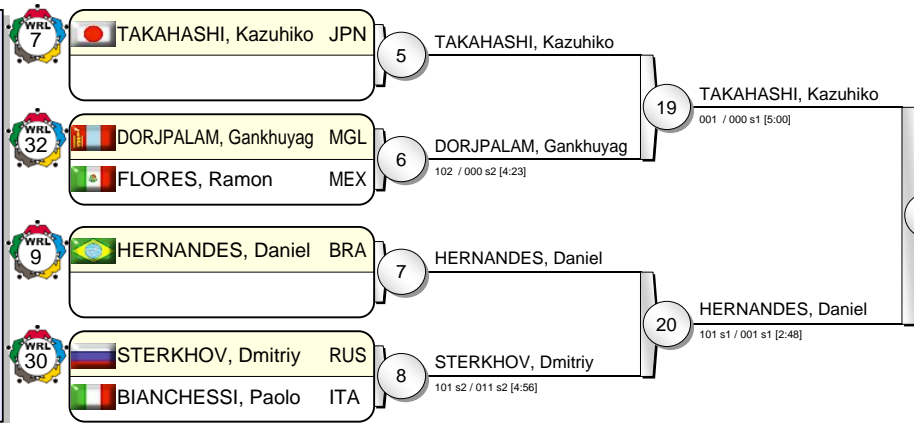 WRL
7
TAKAHASHI, Kazuhiko JPN
5
TAKAHASHI, Kazuhiko
19
TAKAHASHI, Kazuhiko
001 / 000 s1 [5:00]
WRL
32
DORJPALAM, Gankhuyag MGL
FLORES, Ramon MEX
6
DORJPALAM, Gankhuyag
102 / 000 s2 [4:23]
WRL
9
HERNANDES, Daniel BRA
7
HERNANDES, Daniel
20
HERNANDES, Daniel
101 s1 / 001 s1 [2:48]
WRL
30
STERKHOV, Dmitriy RUS
BIANCHESSI, Paolo ITA
8
STERKHOV, Dmitriy
101 s2 / 011 s2 [4:56]